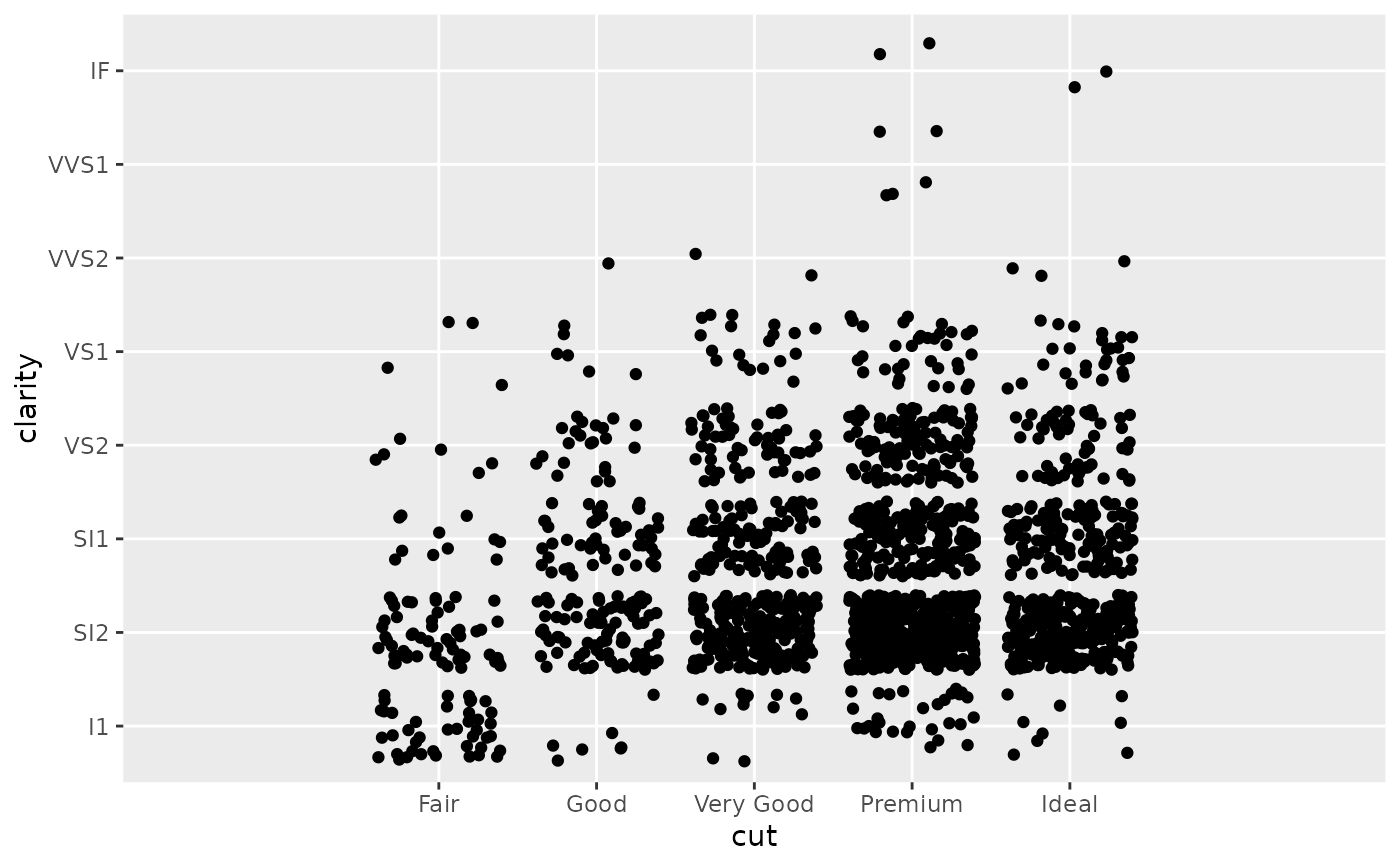 IF
VVS1
VVS2
VS1
VS2
SI1
SI2
I1
clarity
Fair Good Very Good Premium Ideal
cut